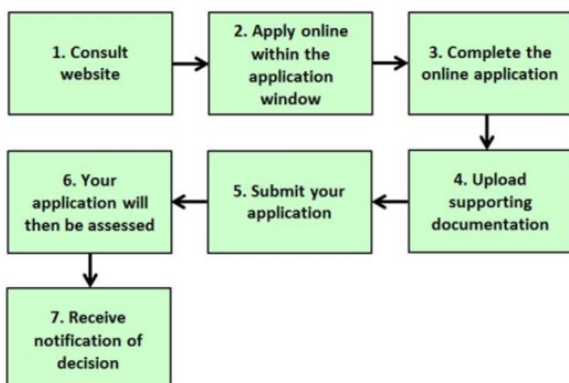 1. Consult
website
2. Apply online
within the
application
window
3. Complete the
online application
4. Upload
supporting
documentation
5. Submit your
application
6. Your
application will
then be assessed
7. Receive
notification of
decision